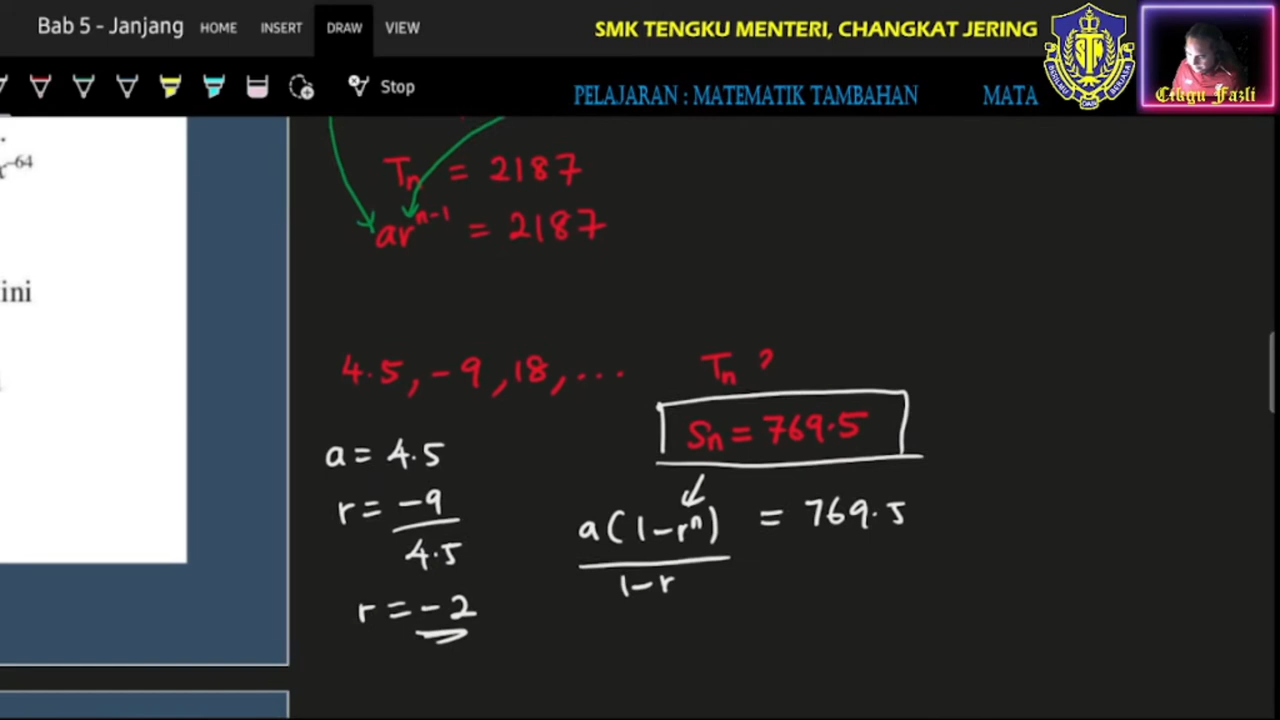 Bab 5 - Janjang HOME INSERT DRAW VIEW
SMK TENGKU MENTERI, CHANGKAT JERING
Stop
PELAJARAN : MATEMATIK TAMBAHAN MATA
Cikgu Fazli
-64
ini
Tn = 2187
ar^n-1 = 2187
4.5, -9, 18, ... Tn ?
Sn = 769.5
a = 4.5
r = -9/4.5
a(1-r^n)/1-r = 769.5
r = -2